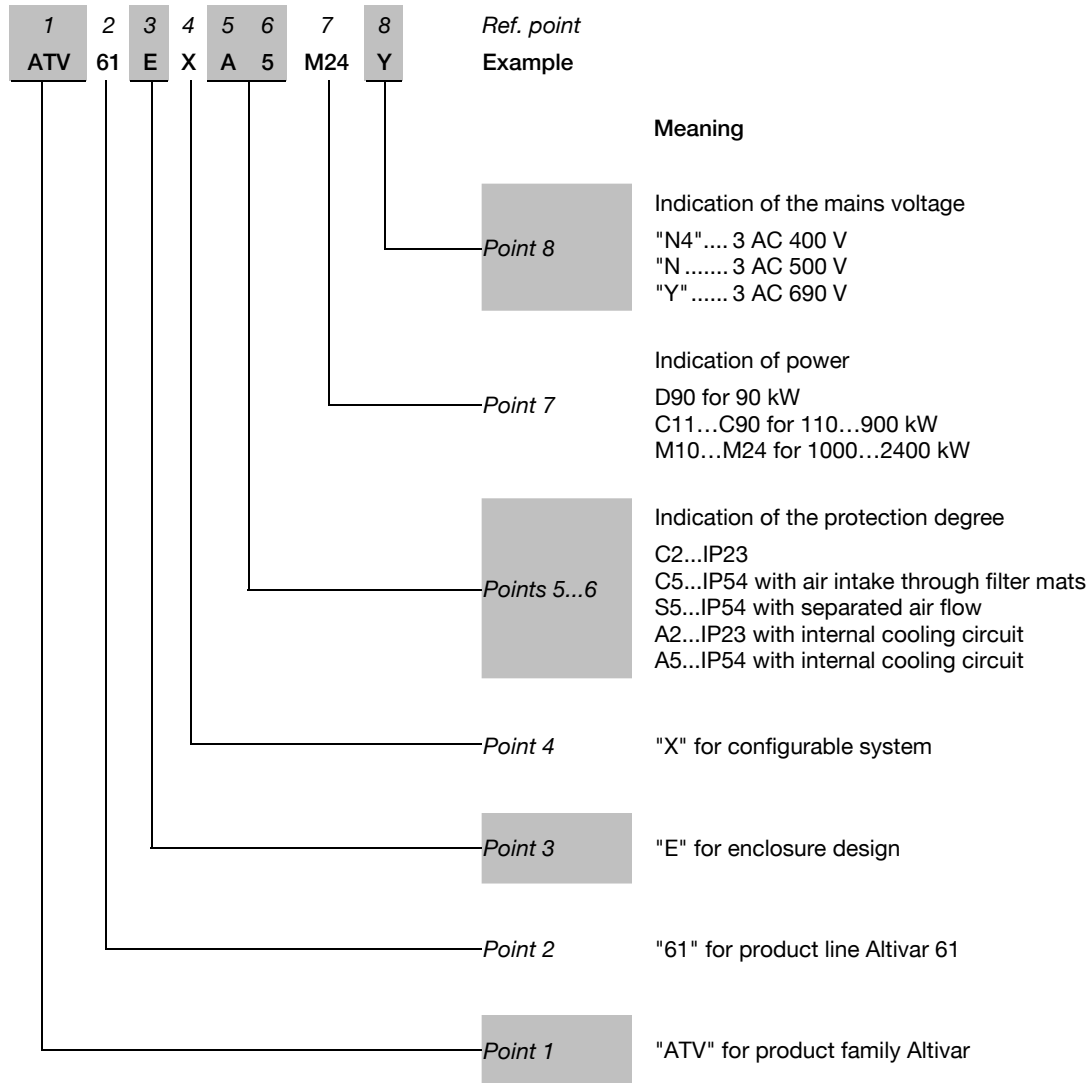 1 2 3 4 5 6 7 8 Ref. point
ATV 61 E X A 5 M24 Y Example
Meaning
Point 8
Indication of the mains voltage
"N4".... 3 AC 400 V
"N ....... 3 AC 500 V
"Y"...... 3 AC 690 V
Point 7
Indication of power
D90 for 90 kW
C11…C90 for 110…900 kW
M10…M24 for 1000…2400 kW
Points 5...6
Indication of the protection degree
C2...IP23
C5...IP54 with air intake through filter mats
S5...IP54 with separated air flow
A2...IP23 with internal cooling circuit
A5...IP54 with internal cooling circuit
Point 4 "X" for configurable system
Point 3 "E" for enclosure design
Point 2 "61" for product line Altivar 61
Point 1 "ATV" for product family Altivar